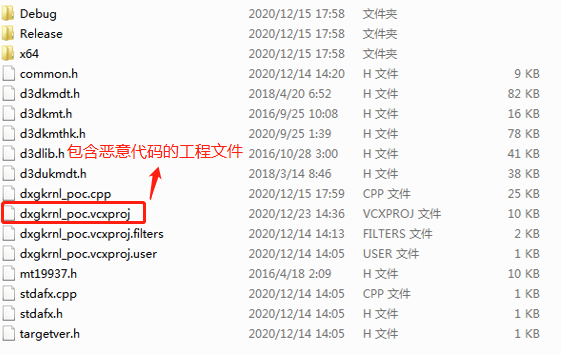 Debug 2020/12/15 17:58 文件夹
Release 2020/12/15 17:58 文件夹
x64 2020/12/15 17:58 文件夹
common.h 2020/12/14 14:20 H 文件 9 KB
d3dkmdt.h 2018/4/20 6:52 H 文件 82 KB
d3dkmt.h 2016/9/25 10:08 H 文件 16 KB
d3dkmthk.h 2020/9/25 1:39 H 文件 78 KB
d3dlib.h 包含恶意代码的工程文件 2016/10/28 3:00 H 文件 41 KB
d3dukmdt.h 2018/3/14 8:46 H 文件 38 KB
dxgkrnl_poc.cpp 2020/12/15 17:59 CPP 文件 25 KB
dxgkrnl_poc.vcxproj 2020/12/23 14:36 VCXPROJ 文件 10 KB
dxgkrnl_poc.vcxproj.filters 2020/12/14 14:13 FILTERS 文件 2 KB
dxgkrnl_poc.vcxproj.user 2020/12/14 14:05 USER 文件 1 KB
mt19937.h 2016/4/18 2:09 H 文件 10 KB
stdafx.cpp 2020/12/14 14:05 CPP 文件 1 KB
stdafx.h 2020/12/14 14:05 H 文件 1 KB
targetver.h 2020/12/14 14:05 H 文件 1 KB